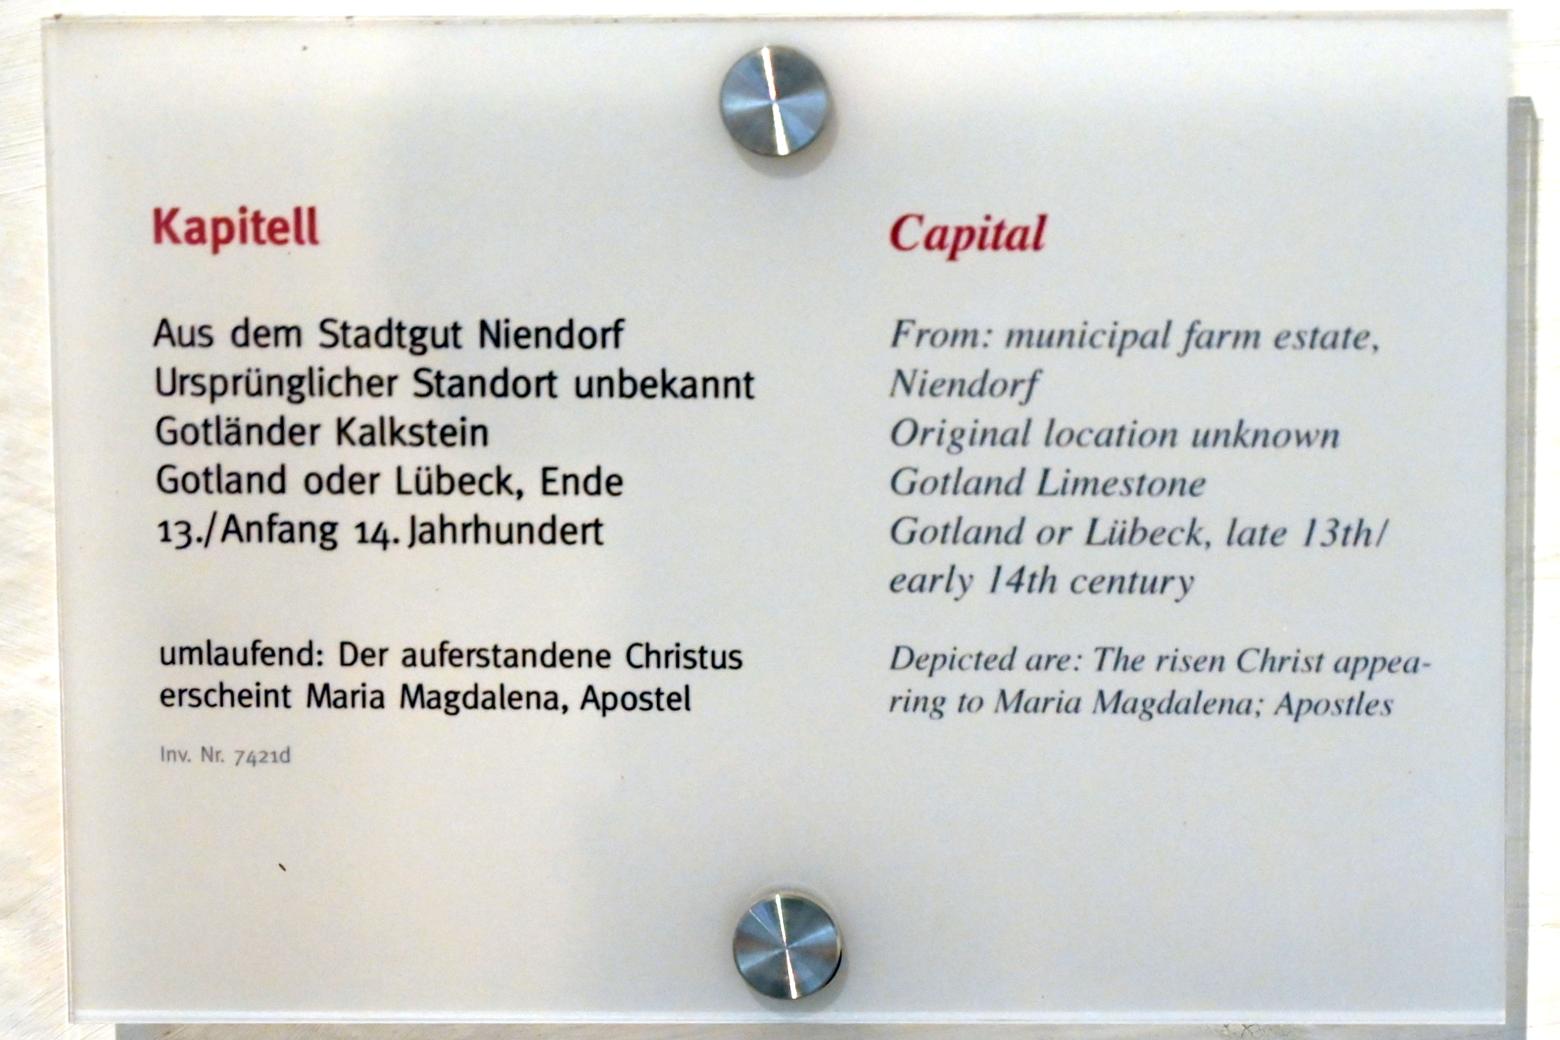 Kapitell
Aus dem Stadtgut Niendorf
Ursprünglicher Standort unbekannt
Gotländer Kalkstein
Gotland oder Lübeck, Ende
13./Anfang 14. Jahrhundert
umlaufend: Der auferstandene Christus
erscheint Maria Magdalena, Apostel
Inv. Nr. 7421d
Capital
From: municipal farm estate,
Niendorf
Original location unknown
Gotland Limestone
Gotland or Lübeck, late 13th/
early 14th century
Depicted are: The risen Christ appea-
ring to Maria Magdalena; Apostles